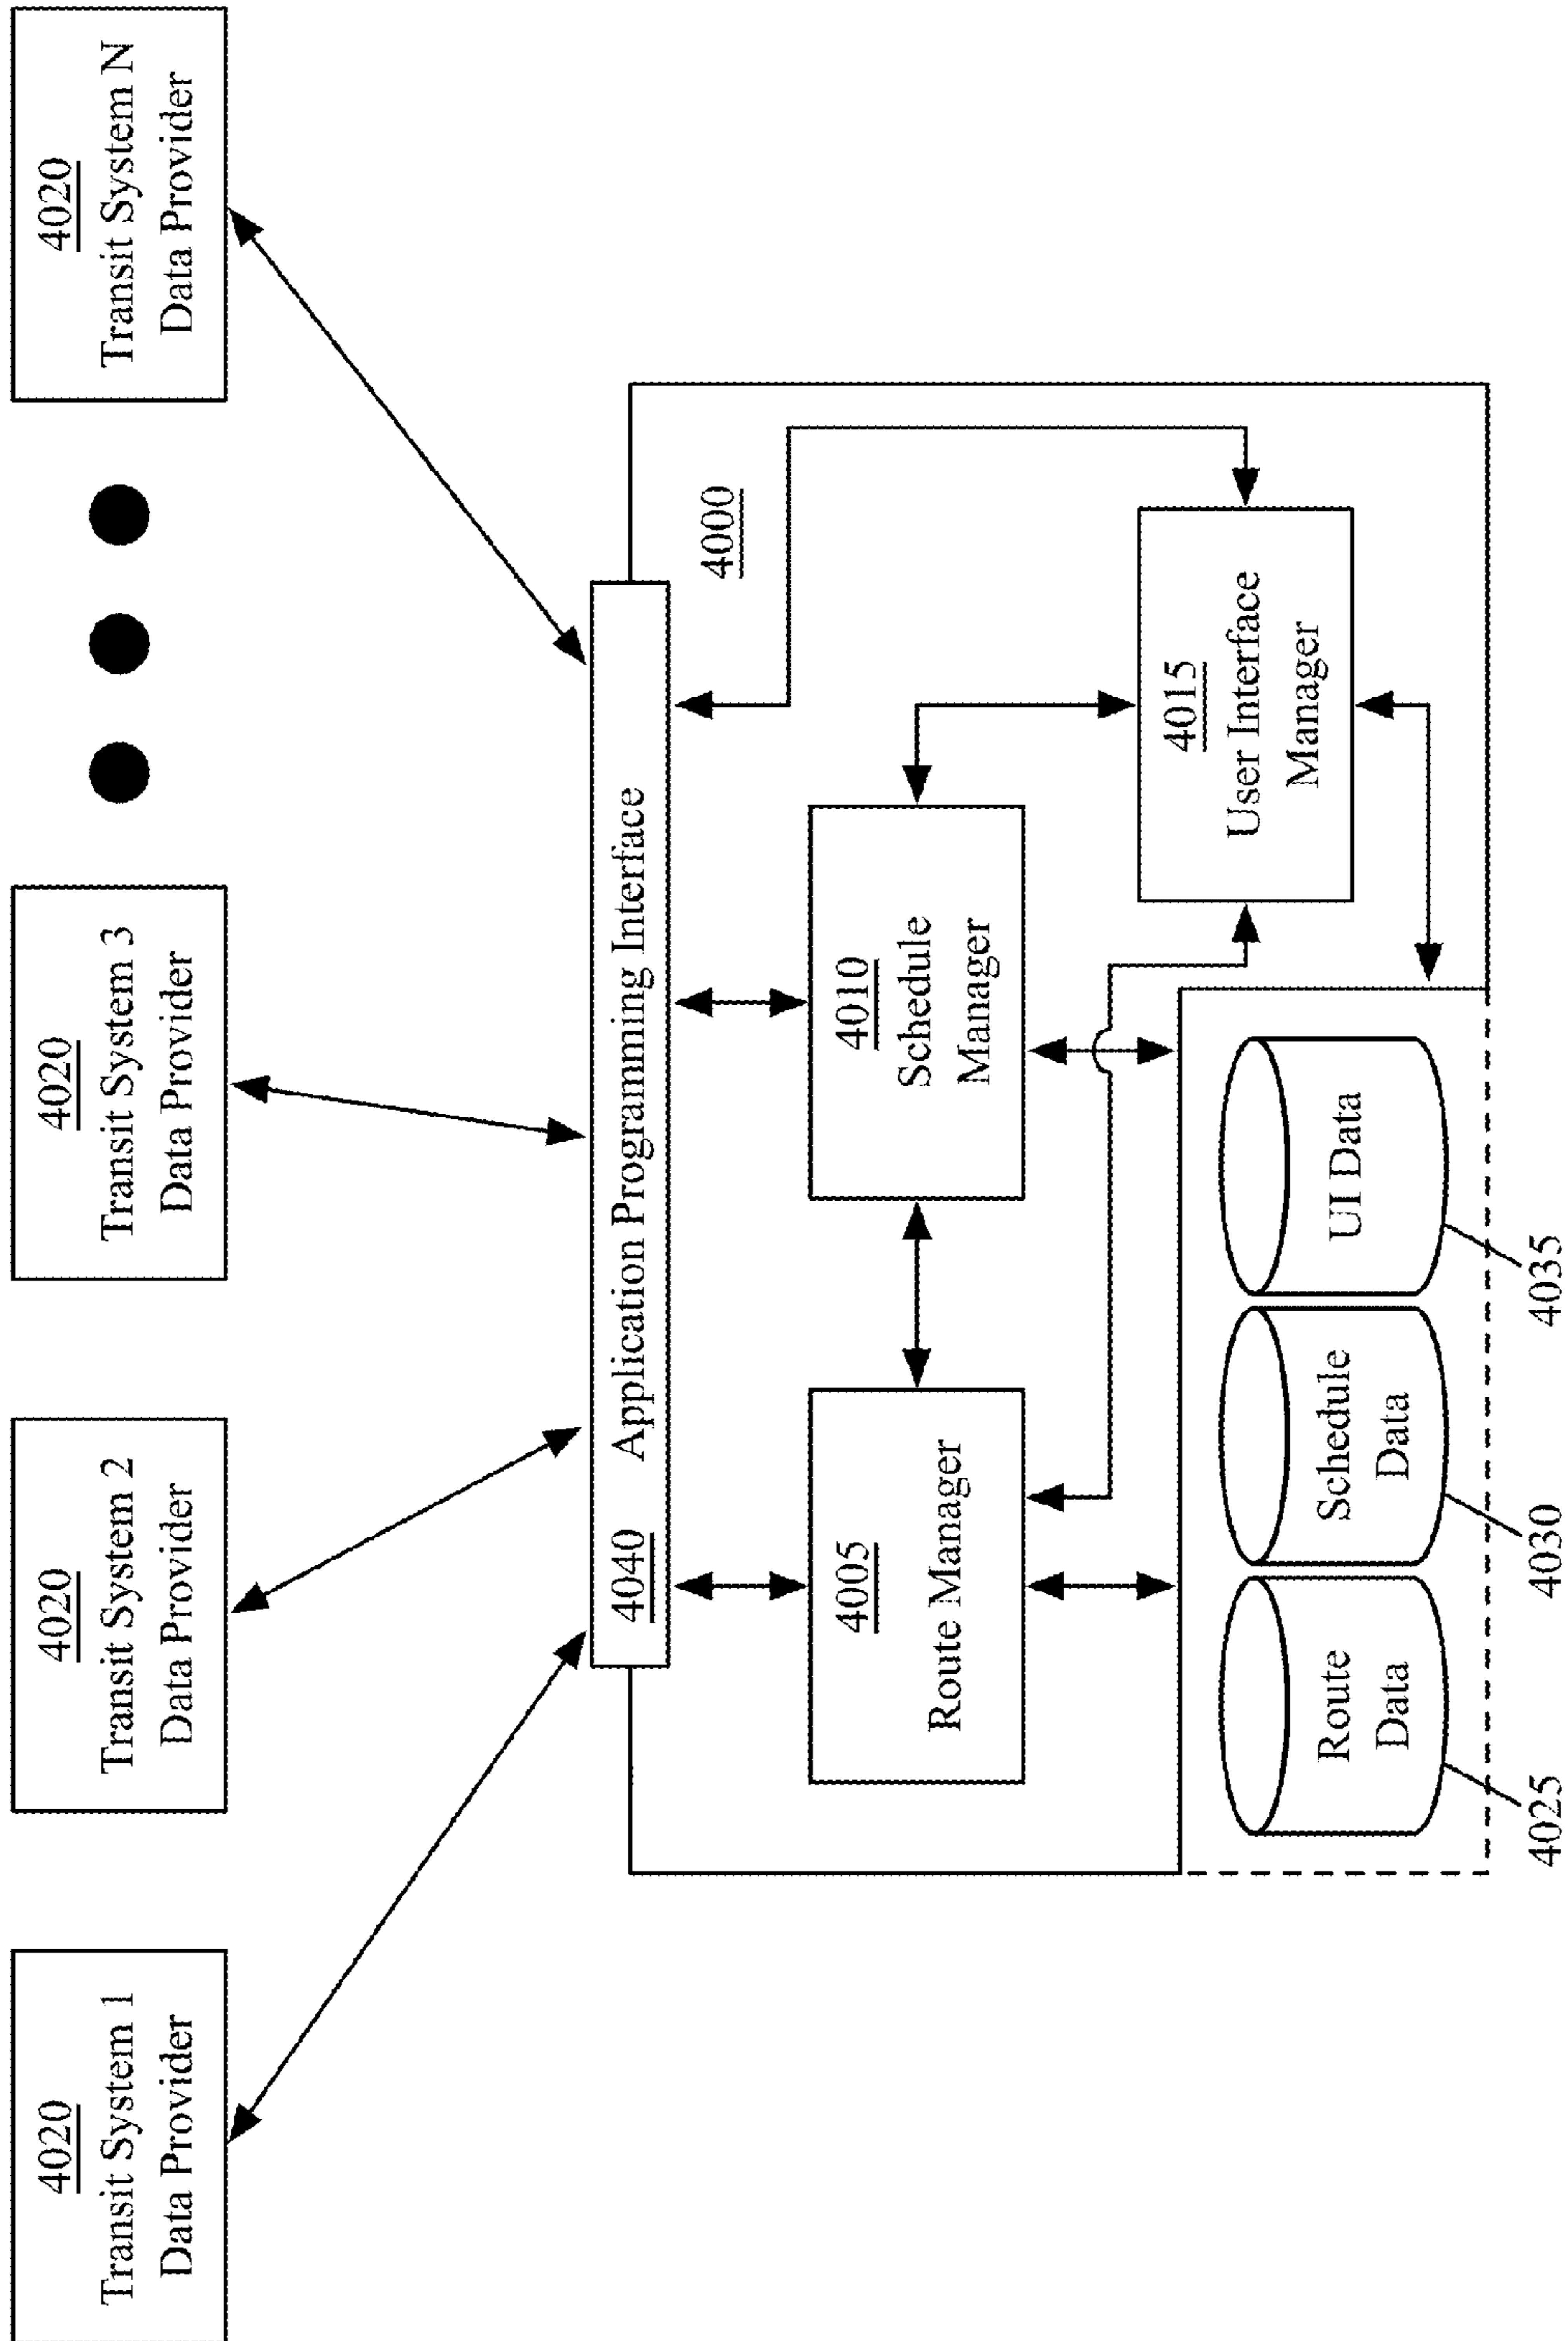 4020
Transit System 1
Data Provider
4020
Transit System 2
Data Provider
4020
Transit System 3
Data Provider
4020
Transit System N
Data Provider
4040
Application Programming Interface
4000
4005
Route Manager
4010
Schedule
Manager
4015
User Interface
Manager
Route
Data
Schedule
Data
UI Data
4025
4030
4035